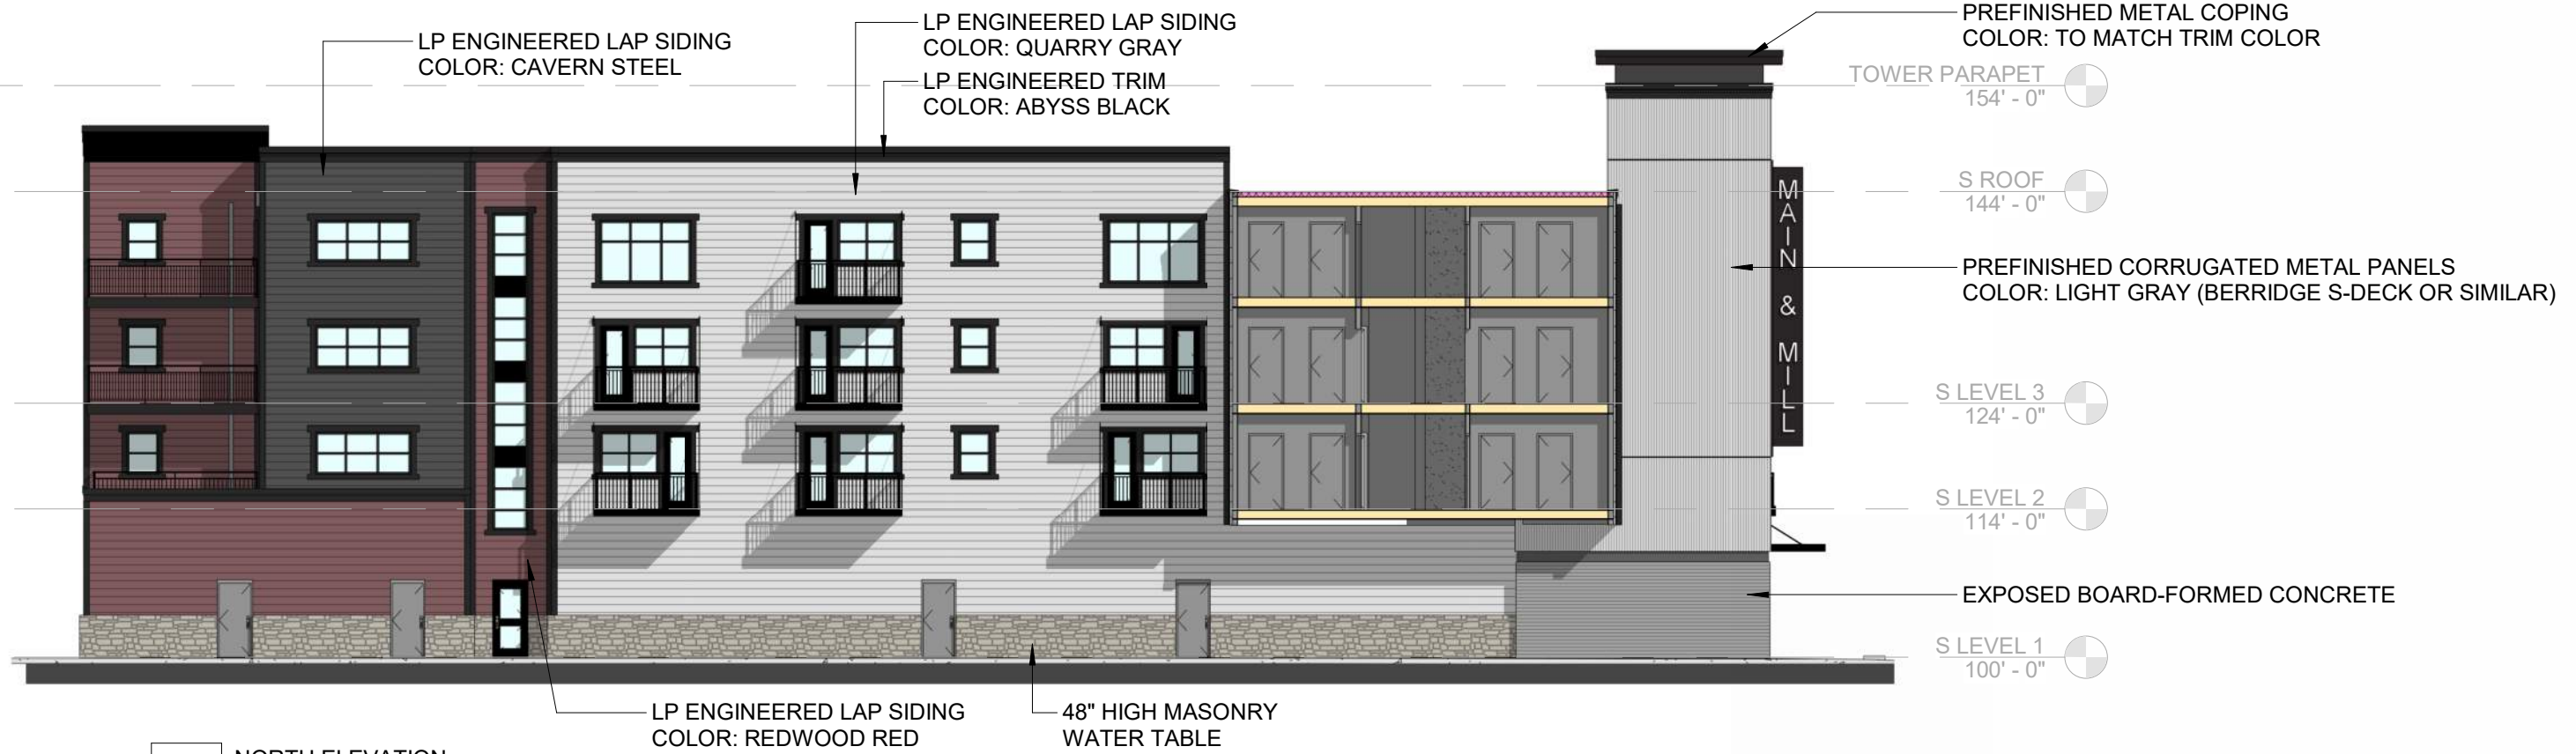 LP ENGINEERED LAP SIDING
COLOR: CAVERN STEEL
LP ENGINEERED LAP SIDING
COLOR: QUARRY GRAY
LP ENGINEERED TRIM
COLOR: ABYSS BLACK
PREFINISHED METAL COPING
COLOR: TO MATCH TRIM COLOR
TOWER PARAPET
154' - 0"
S ROOF
144' - 0"
MAIN & MILL
PREFINISHED CORRUGATED METAL PANELS
COLOR: LIGHT GRAY (BERRIDGE S-DECK OR SIMILAR)
S LEVEL 3
124' - 0"
S LEVEL 2
114' - 0"
EXPOSED BOARD-FORMED CONCRETE
S LEVEL 1
100' - 0"
LP ENGINEERED LAP SIDING
COLOR: REDWOOD RED
48" HIGH MASONRY
WATER TABLE
NORTH ELEVATION